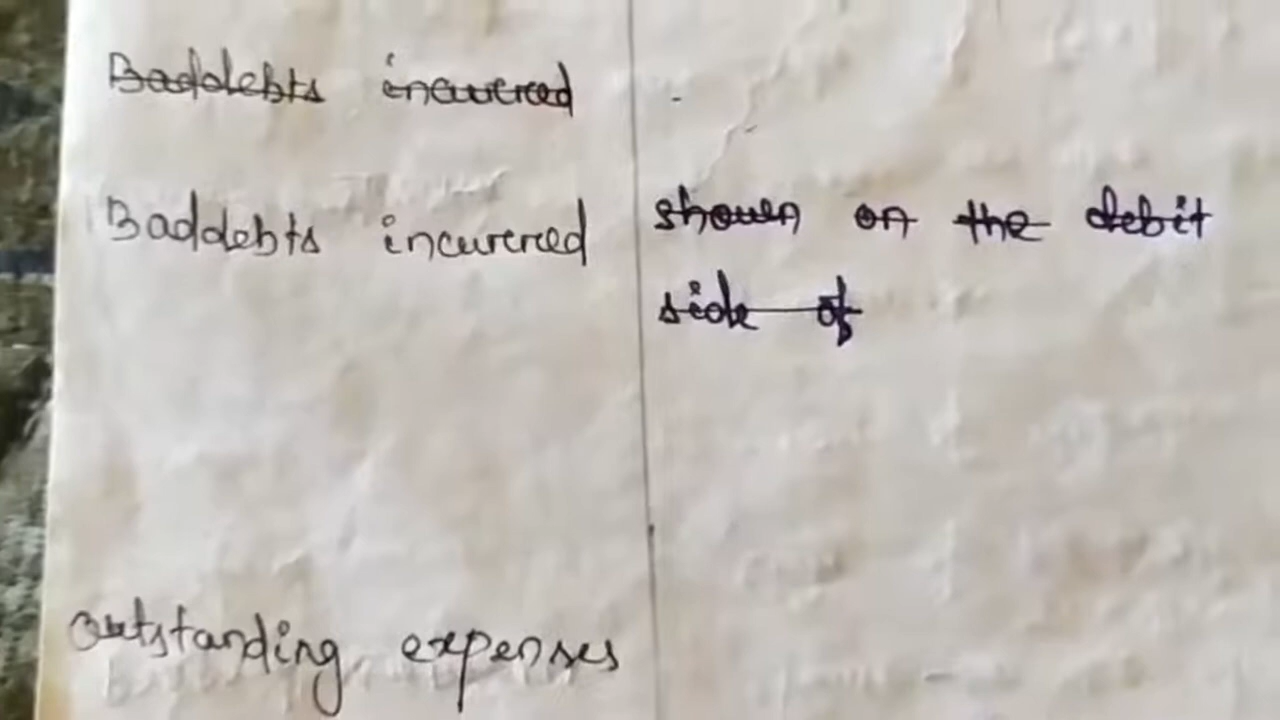 Baddebts incurred
Baddebts incurred shown on the debit
side of
outstanding expenses